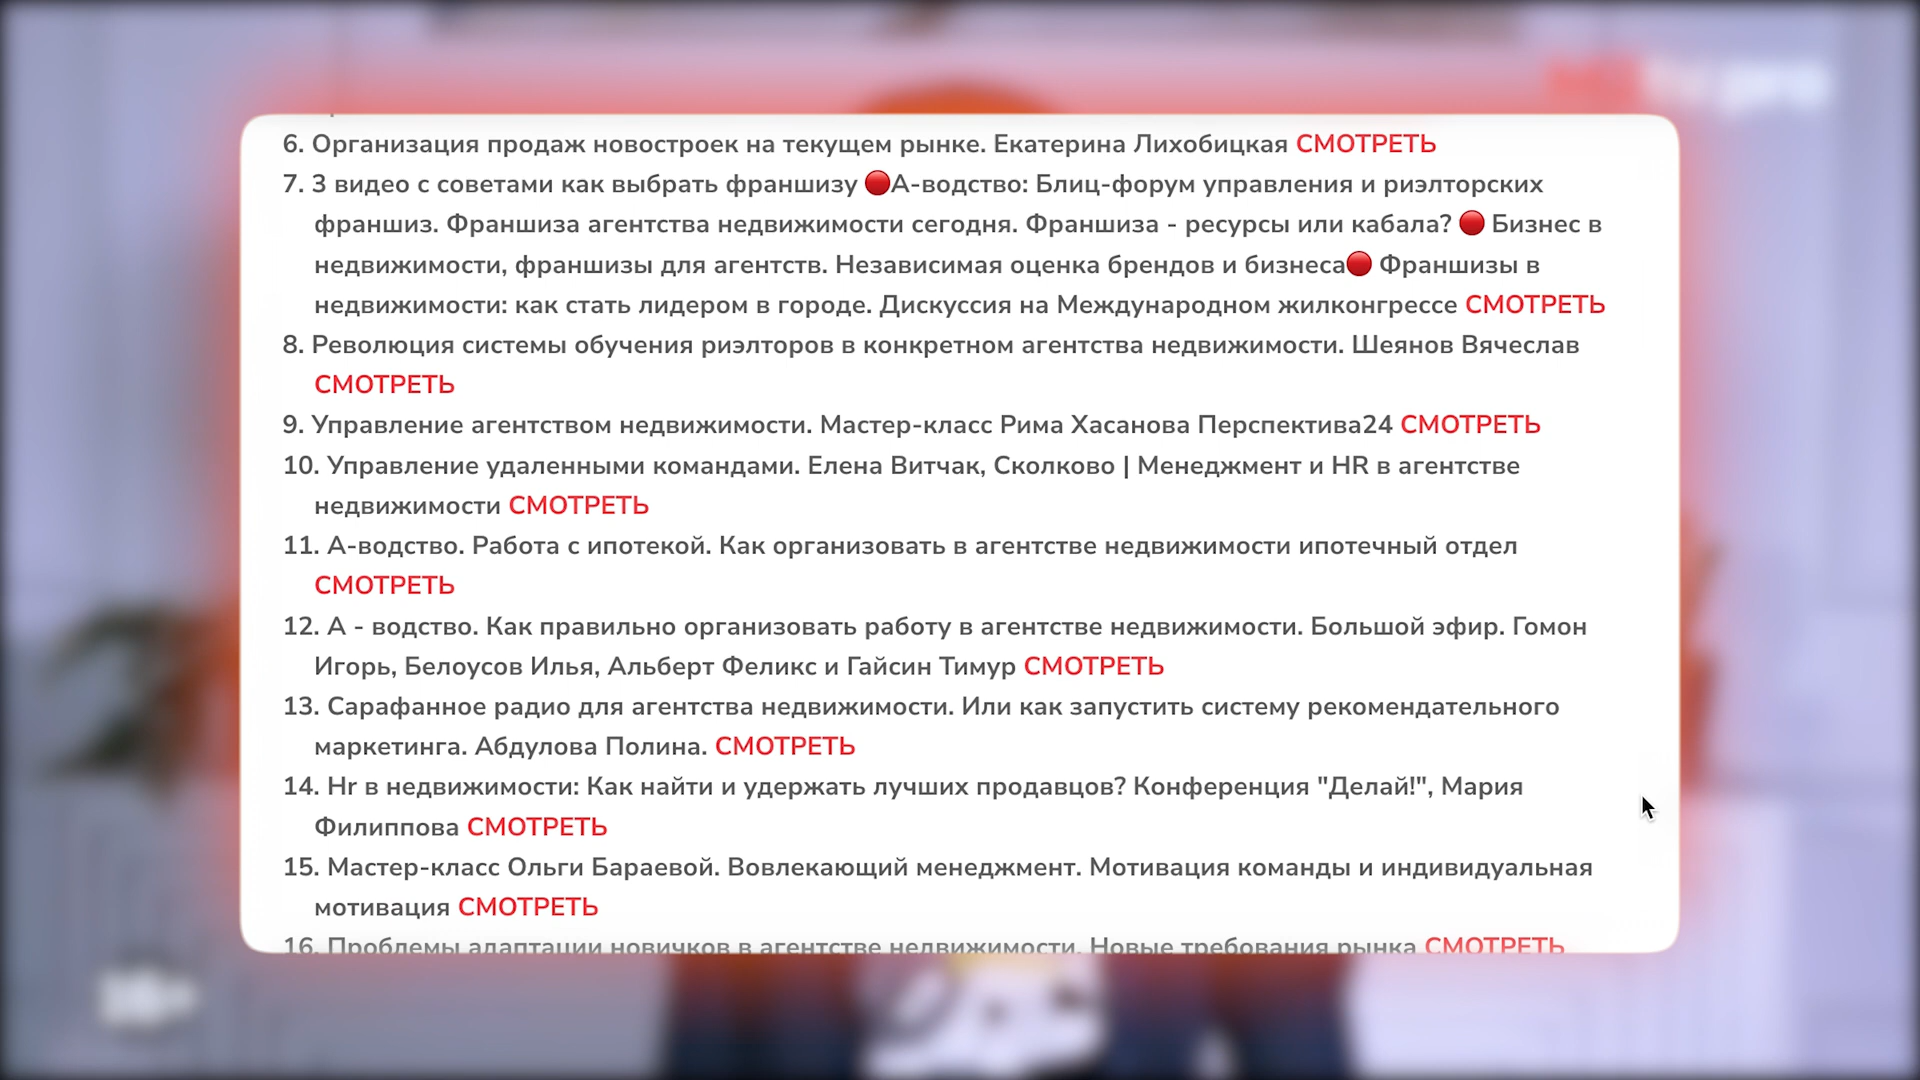 6. Организация продаж новостроек на текущем рынке. Екатерина Лихобицкая СМОТРЕТЬ
7. 3 видео с советами как выбрать франшизу 🔴А-водство: Блиц-форум управления и риэлторских
франшиз. Франшиза агентства недвижимости сегодня. Франшиза - ресурсы или кабала? 🔴 Бизнес в
недвижимости, франшизы для агентств. Независимая оценка брендов и бизнеса🔴 Франшизы в
недвижимости: как стать лидером в городе. Дискуссия на Международном жилконгрессе СМОТРЕТЬ
8. Революция системы обучения риэлторов в конкретном агентства недвижимости. Шеянов Вячеслав
СМОТРЕТЬ
9. Управление агентством недвижимости. Мастер-класс Рима Хасанова Перспектива24 СМОТРЕТЬ
10. Управление удаленными командами. Елена Витчак, Сколково | Менеджмент и HR в агентстве
недвижимости СМОТРЕТЬ
11. А-водство. Работа с ипотекой. Как организовать в агентстве недвижимости ипотечный отдел
СМОТРЕТЬ
12. А - водство. Как правильно организовать работу в агентстве недвижимости. Большой эфир. Гомон
Игорь, Белоусов Илья, Альберт Феликс и Гайсин Тимур СМОТРЕТЬ
13. Сарафанное радио для агентства недвижимости. Или как запустить систему рекомендательного
маркетинга. Абдулова Полина. СМОТРЕТЬ
14. Hr в недвижимости: Как найти и удержать лучших продавцов? Конференция "Делай!", Мария
Филиппова СМОТРЕТЬ
15. Мастер-класс Ольги Бараевой. Вовлекающий менеджмент. Мотивация команды и индивидуальная
мотивация СМОТРЕТЬ
16. Проблемы адаптации новичков в агентстве недвижимости. Новые требования рынка СМОТРЕТЬ